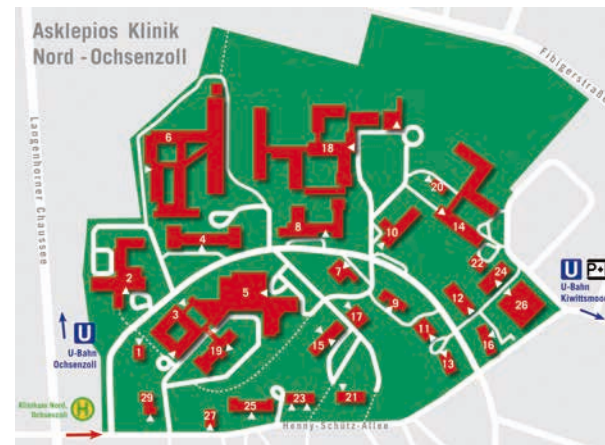 Asklepios Klinik
Nord - Ochsenzoll
Fibigerstraße
Langenhorner Chaussee
6
18
20
14
10
8
4
2
7
22
24
5
12
26
9
3
17
11
19
15
16
1
13
29
27
25
23
21
U
U-Bahn
Ochsenzoll
U P+
U-Bahn
Kiwittsmoor
Klinikum Nord,
Ochsenzoll
H
Henny-Schütz-Allee